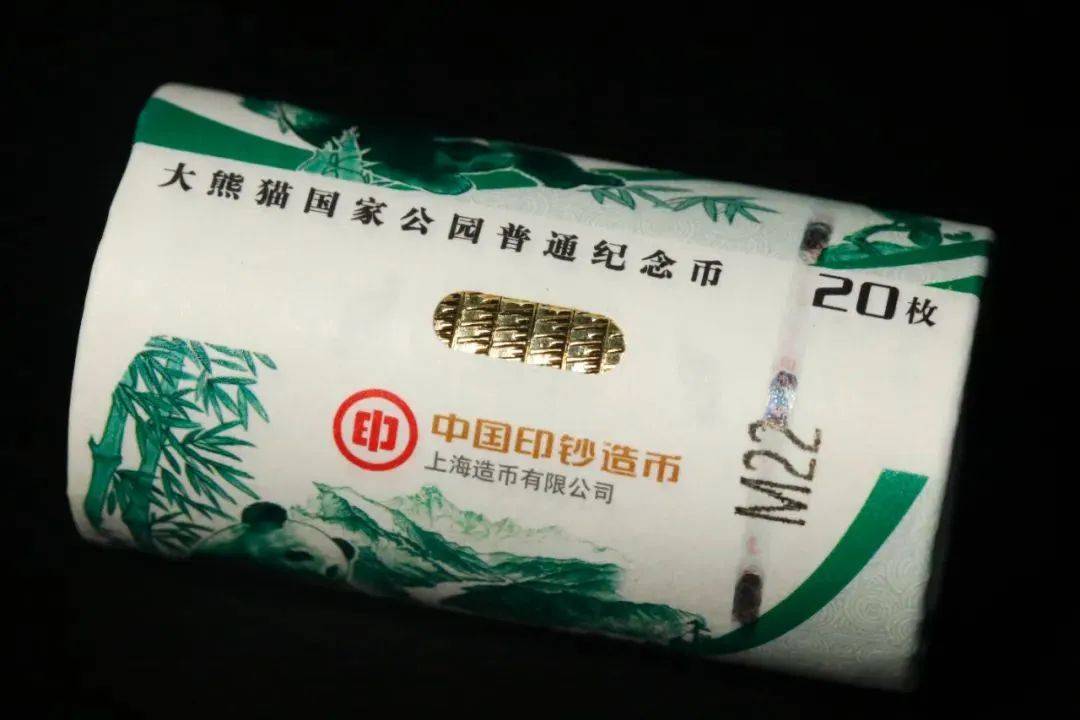 大熊猫国家公园普通纪念币
20枚
印
中国印钞造币
上海造币有限公司
M22